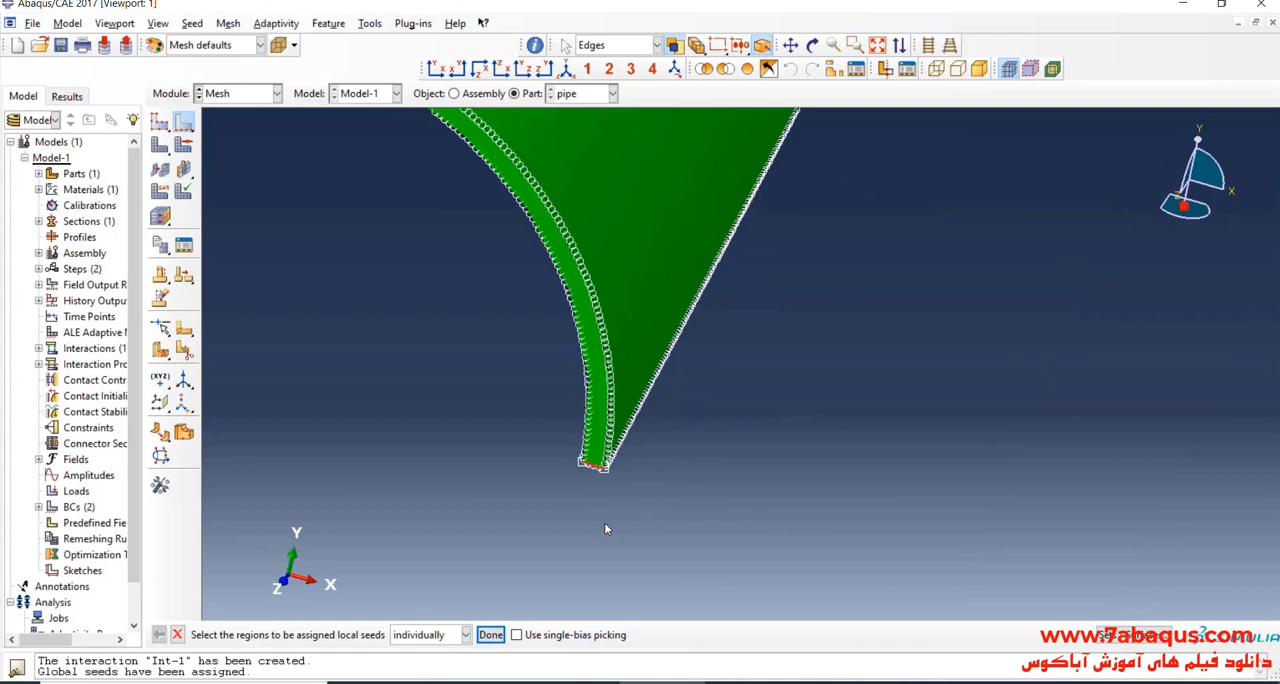 Abaqus/CAE 2017 [Viewport: 1]
File Model Viewport View Seed Mesh Adaptivity Feature Tools Plug-ins Help
Mesh defaults
Edges
1 2 3 4
Model Results
Module: Mesh Model: Model-1 Object: Assembly Part: pipe
Model
Models (1)
Model-1
Parts (1)
Materials (1)
Calibrations
Sections (1)
Profiles
Assembly
Steps (2)
Field Output R
History Outpu
Time Points
ALE Adaptive M
Interactions (1
Interaction Pro
Contact Contr
Contact Initiali
Contact Stabili
Constraints
Connector Sec
Fields
Amplitudes
Loads
BCs (2)
Predefined Fie
Remeshing Ru
Optimization T
Sketches
Annotations
Analysis
Jobs
(XYZ)
Y
X
Y
X
Z
Select the regions to be assigned local seeds individually Done Use single-bias picking
www.7abaqus.com
دانلود فیلم های آموزش آباکوس
The interaction "Int-1" has been created.
Global seeds have been assigned.